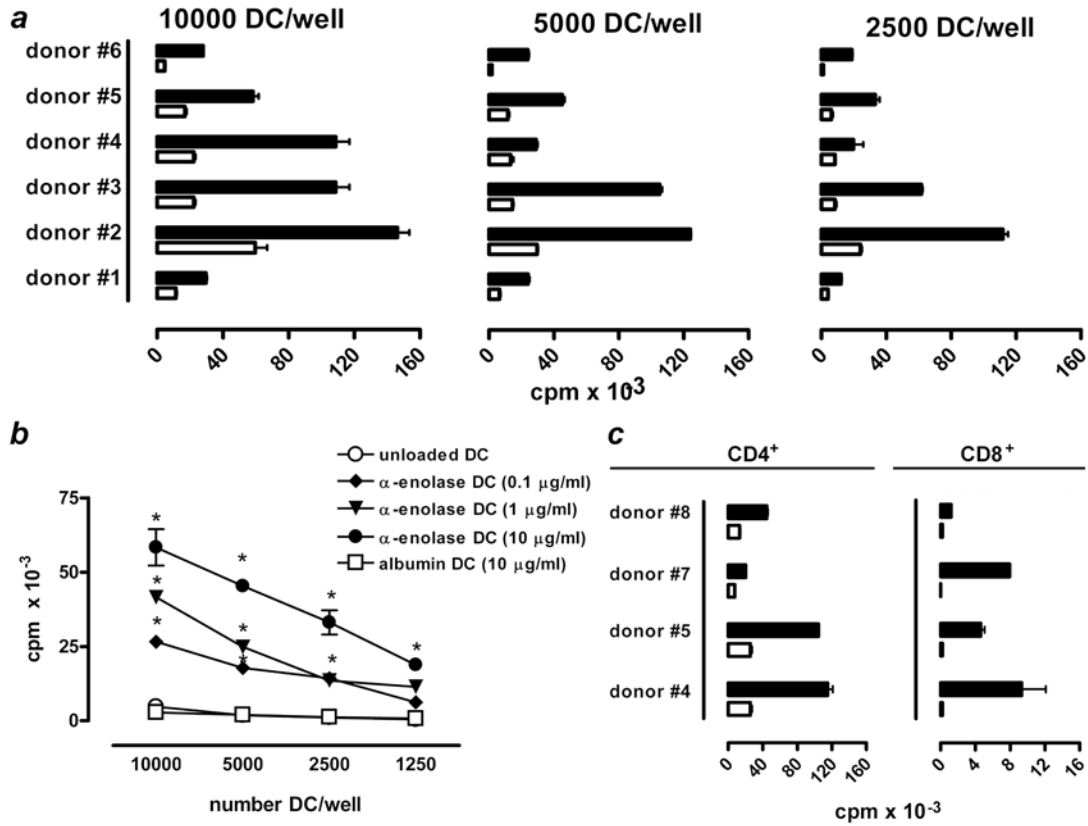 a
10000 DC/well
5000 DC/well
2500 DC/well
donor #6
donor #5
donor #4
donor #3
donor #2
donor #1
0 40 80 120 160
0 40 80 120 160
0 40 80 120 160
cpm x 10-3
b
unloaded DC
α-enolase DC (0.1 μg/ml)
α-enolase DC (1 μg/ml)
α-enolase DC (10 μg/ml)
albumin DC (10 μg/ml)
75
50
25
0
cpm x 10-3
* * * *
* * *
* *
10000 5000 2500 1250
number DC/well
c
CD4+
CD8+
donor #8
donor #7
donor #5
donor #4
0 40 80 120 160
0 4 8 12 16
cpm x 10-3